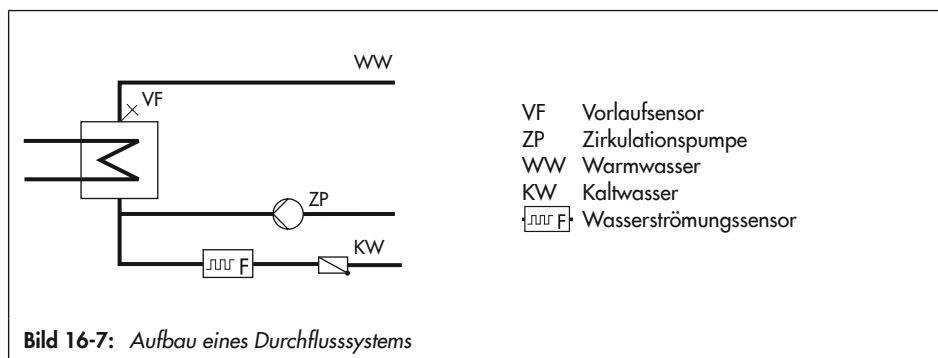 WW
VF
ZP
KW
F
VF Vorlaufsensor
ZP Zirkulationspumpe
WW Warmwasser
KW Kaltwasser
F Wasserströmungssensor
Bild 16-7: Aufbau eines Durchflusssystems